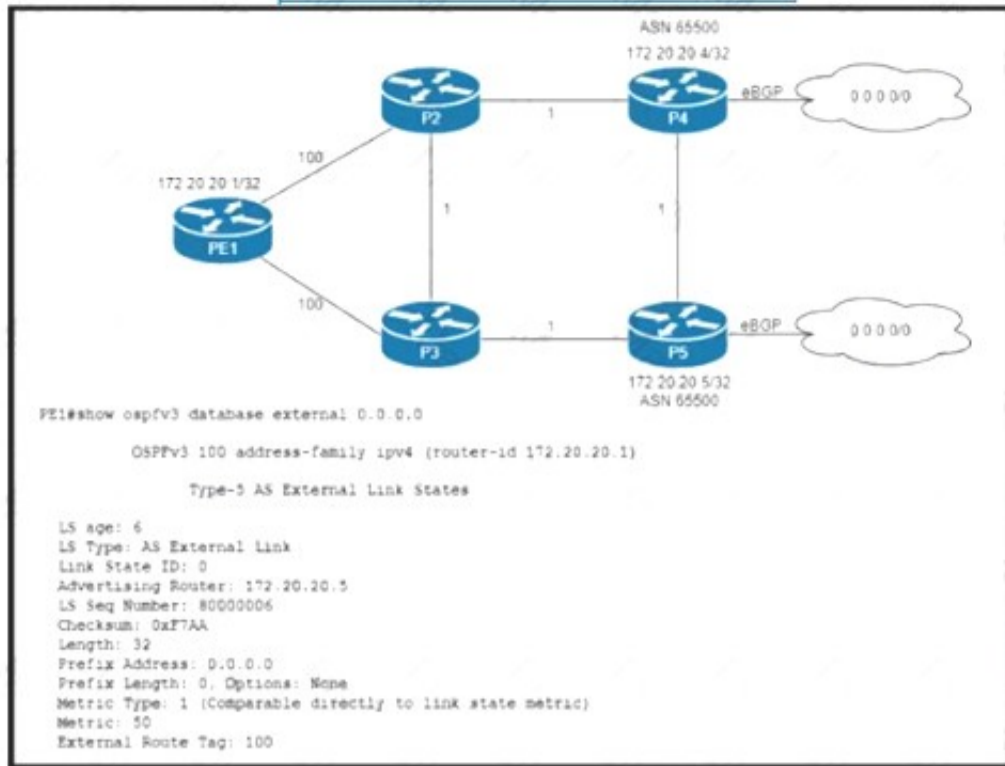 ASN 65500
172 20 20 4/32
eBGP
0 0 0 0/0
P2
P4
1
100
172 20 20 1/32
1
1
PE1
100
eBGP
0 0 0 0/0
1
P3
P5
172 20 20 5/32
ASN 65500
PE1#show ospfv3 database external 0.0.0.0
OSPFv3 100 address-family ipv4 (router-id 172.20.20.1)
Type-5 AS External Link States
LS age: 6
LS Type: AS External Link
Link State ID: 0
Advertising Router: 172.20.20.5
LS Seq Number: 80000006
Checksum: 0xF7AA
Length: 32
Prefix Address: 0.0.0.0
Prefix Length: 0, Options: None
Metric Type: 1 (Comparable directly to link state metric)
Metric: 50
External Route Tag: 100